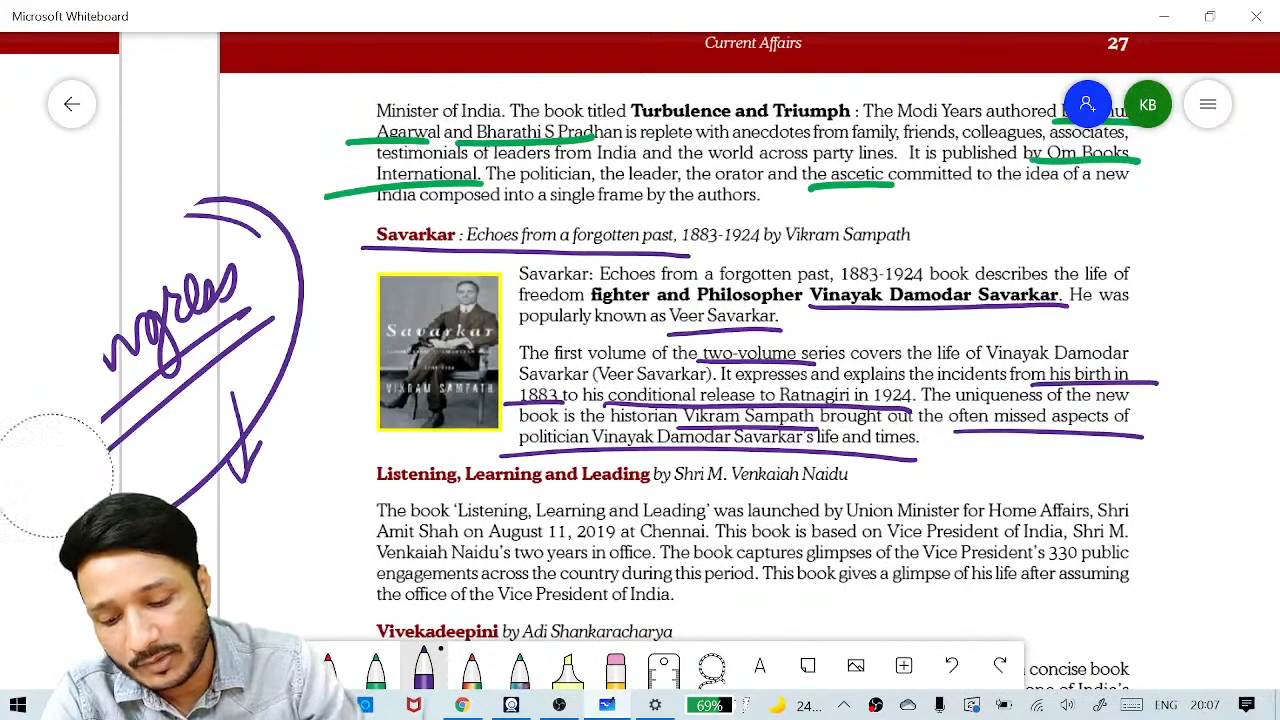 Microsoft Whiteboard
Current Affairs 27
Minister of India. The book titled Turbulence and Triumph : The Modi Years authored
KB
Agarwal and Bharathi S Pradhan is replete with anecdotes from family, friends, colleagues, associates,
testimonials of leaders from India and the world across party lines. It is published by Om Books
International. The politician, the leader, the orator and the ascetic committed to the idea of a new
India composed into a single frame by the authors.
Savarkar : Echoes from a forgotten past, 1883-1924 by Vikram Sampath
Savarkar: Echoes from a forgotten past, 1883-1924 book describes the life of
freedom fighter and Philosopher Vinayak Damodar Savarkar. He was
popularly known as Veer Savarkar.
Savarkar
VIKRAM SAMPATH
The first volume of the two-volume series covers the life of Vinayak Damodar
Savarkar (Veer Savarkar). It expresses and explains the incidents from his birth in
1883 to his conditional release to Ratnagiri in 1924. The uniqueness of the new
book is the historian Vikram Sampath brought out the often missed aspects of
politician Vinayak Damodar Savarkar's life and times.
Listening, Learning and Leading by Shri M. Venkaiah Naidu
The book 'Listening, Learning and Leading' was launched by Union Minister for Home Affairs, Shri
Amit Shah on August 11, 2019 at Chennai. This book is based on Vice President of India, Shri M.
Venkaiah Naidu's two years in office. The book captures glimpses of the Vice President's 330 public
engagements across the country during this period. This book gives a glimpse of his life after assuming
the office of the Vice President of India.
Vivekadeepini by Adi Shankaracharya
concise book
one of India's
69% 24... ENG 20:07